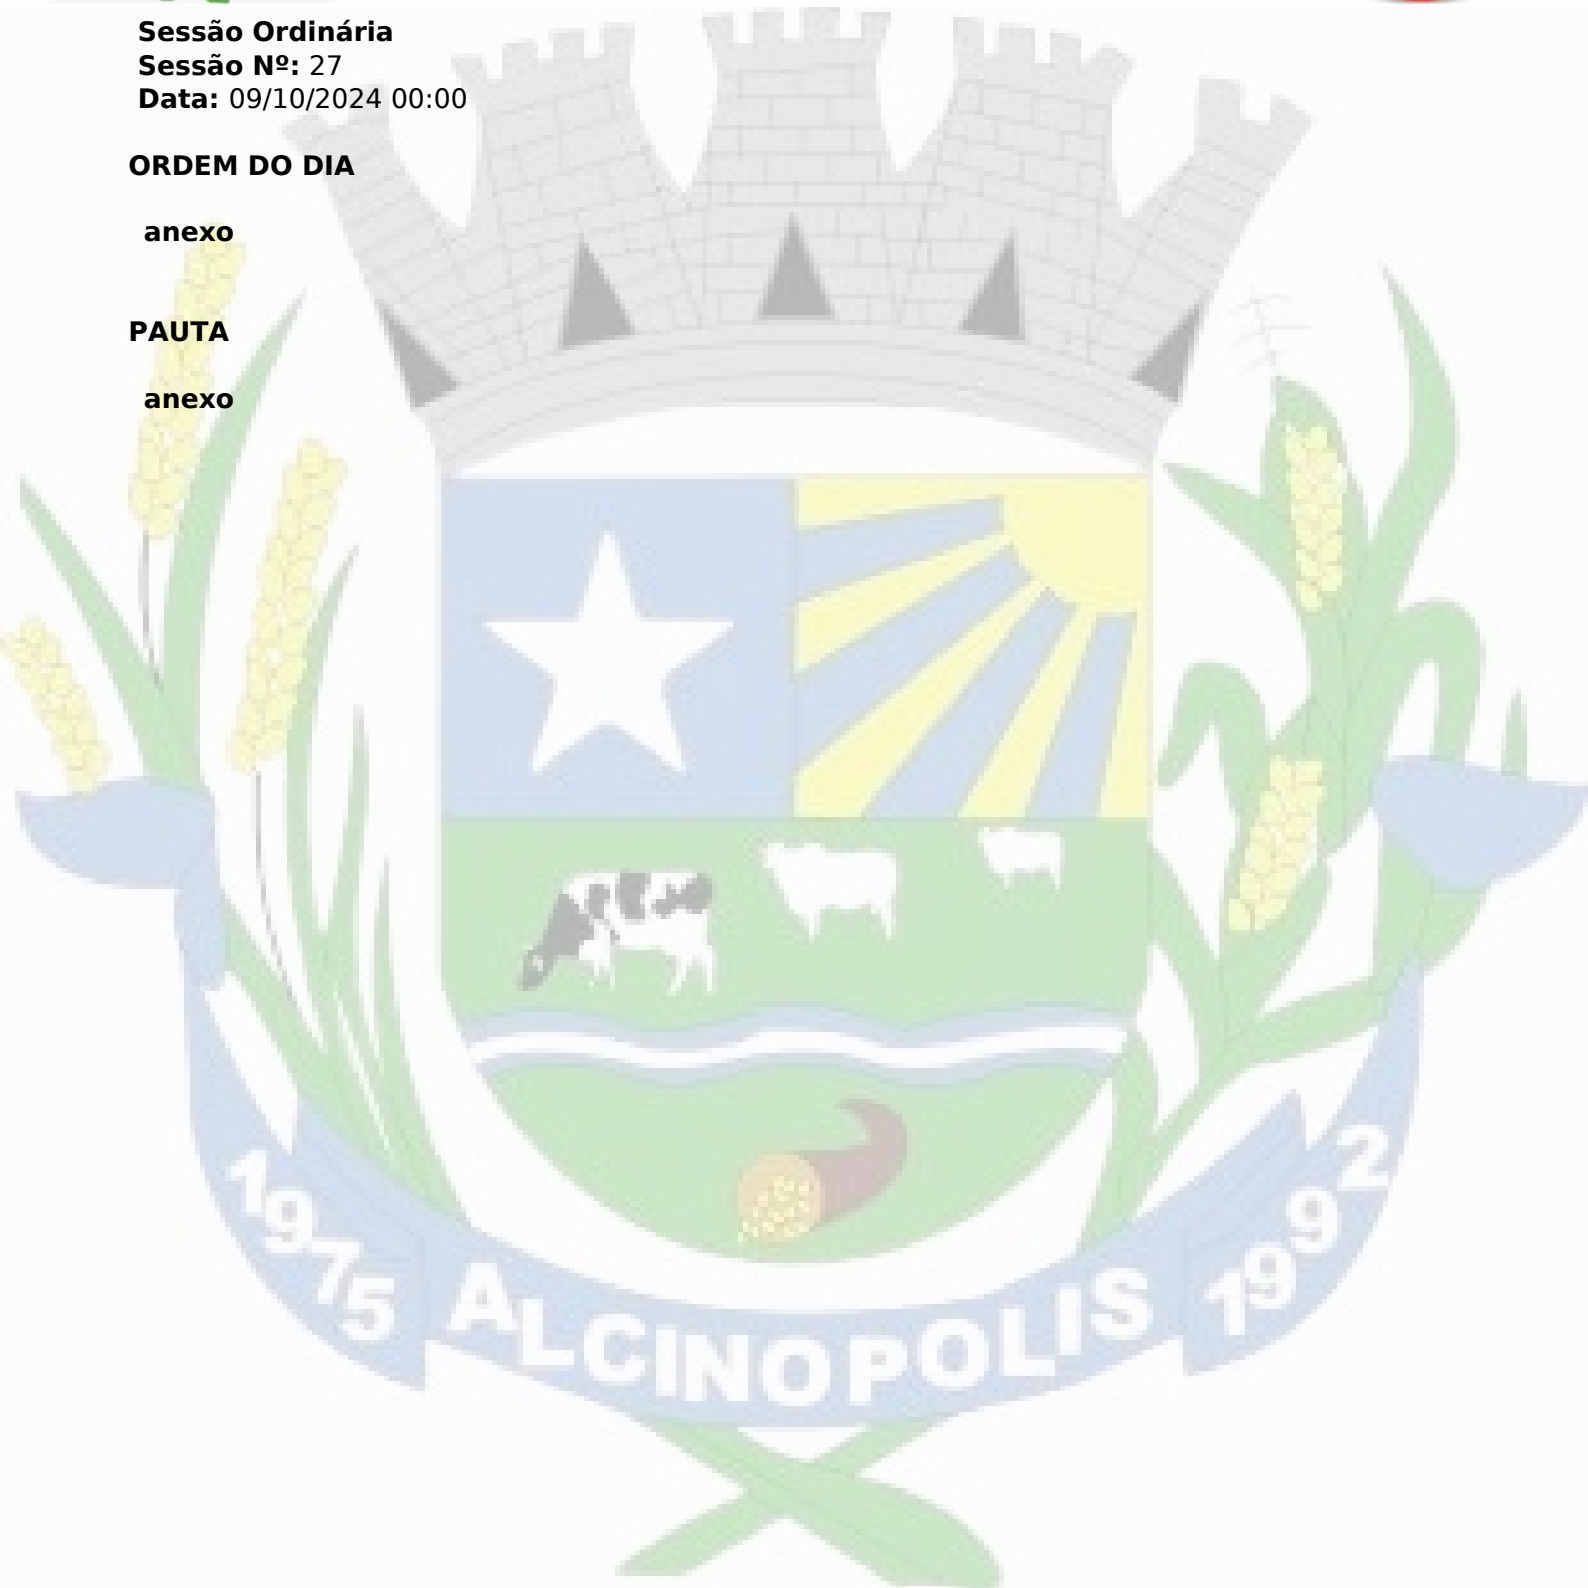 Sessão Ordinária
Sessão Nº: 27
Data: 09/10/2024 00:00
ORDEM DO DIA
anexo
PAUTA
anexo
1975 ALCINOPOLIS 1992